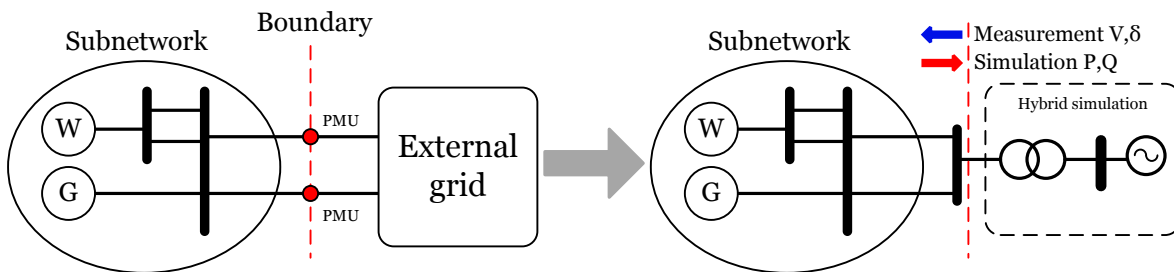 Boundary
Subnetwork
W
G
PMU
PMU
External
grid
Subnetwork
W
G
Measurement V,δ
Simulation P,Q
Hybrid simulation